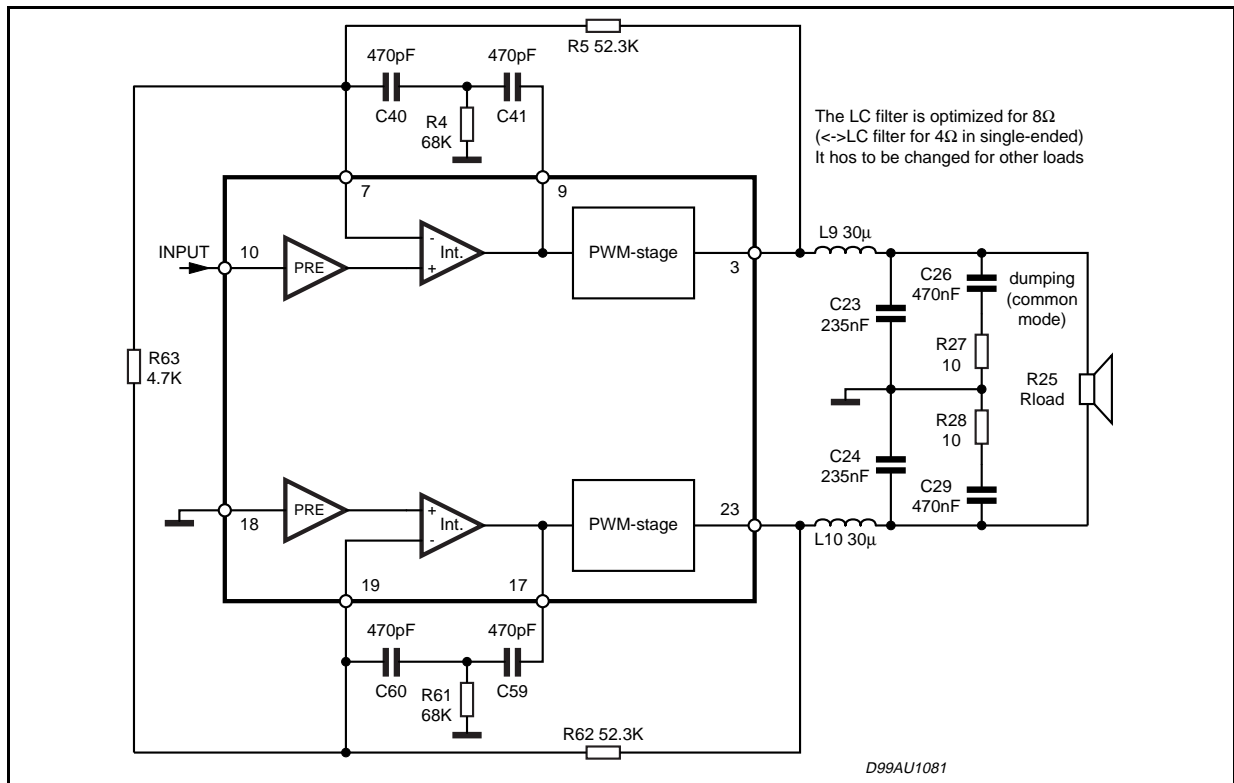 R5 52.3K
470pF
470pF
C40
R4
68K
C41
The LC filter is optimized for 8Ω
(<->LC filter for 4Ω in single-ended)
It hos to be changed for other loads
7
9
INPUT
10
PRE
-
+
Int.
PWM-stage
3
L9 30µ
C26
470nF
dumping
(common
mode)
C23
235nF
R27
10
R63
4.7K
R25
Rload
R28
10
C24
235nF
C29
470nF
18
PRE
+
-
Int.
PWM-stage
23
L10 30µ
19
17
470pF
470pF
C60
R61
68K
C59
R62 52.3K
D99AU1081